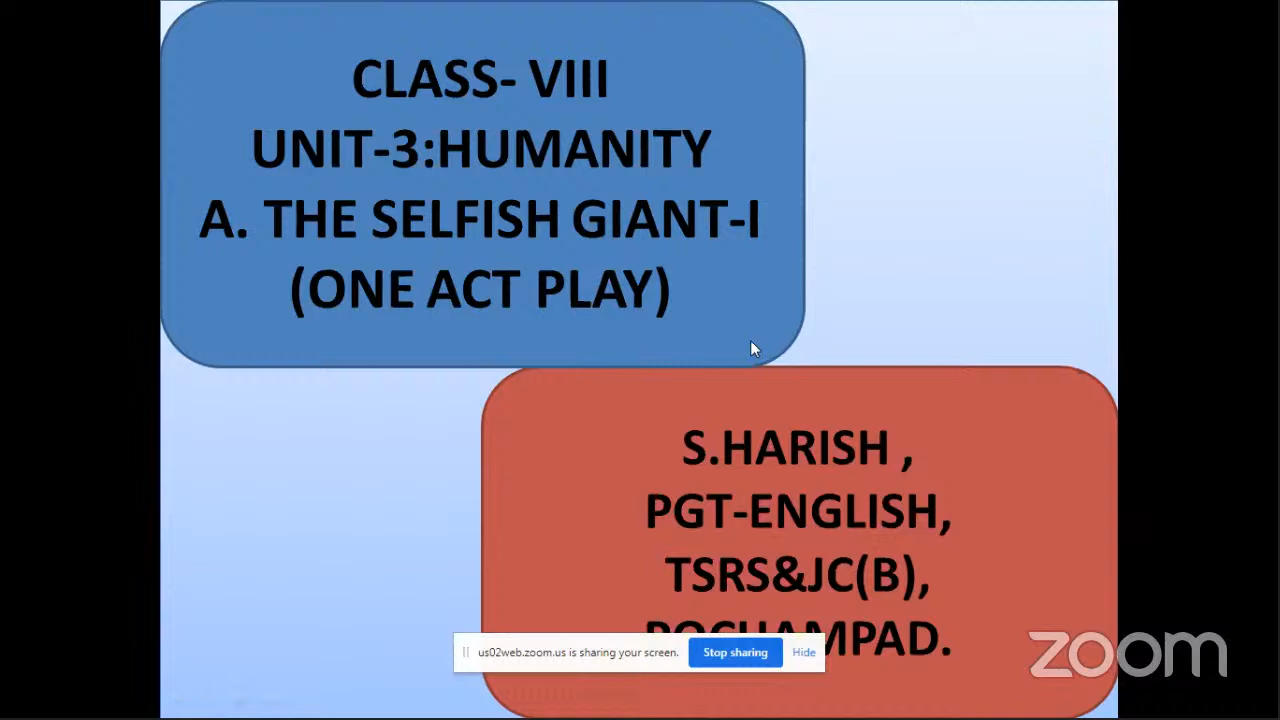 CLASS- VIII
UNIT-3:HUMANITY
A. THE SELFISH GIANT-I
(ONE ACT PLAY)
S.HARISH ,
PGT-ENGLISH,
TSRS&JC(B),
POCHAMPAD.
us02web.zoom.us is sharing your screen. Stop sharing Hide
zoom